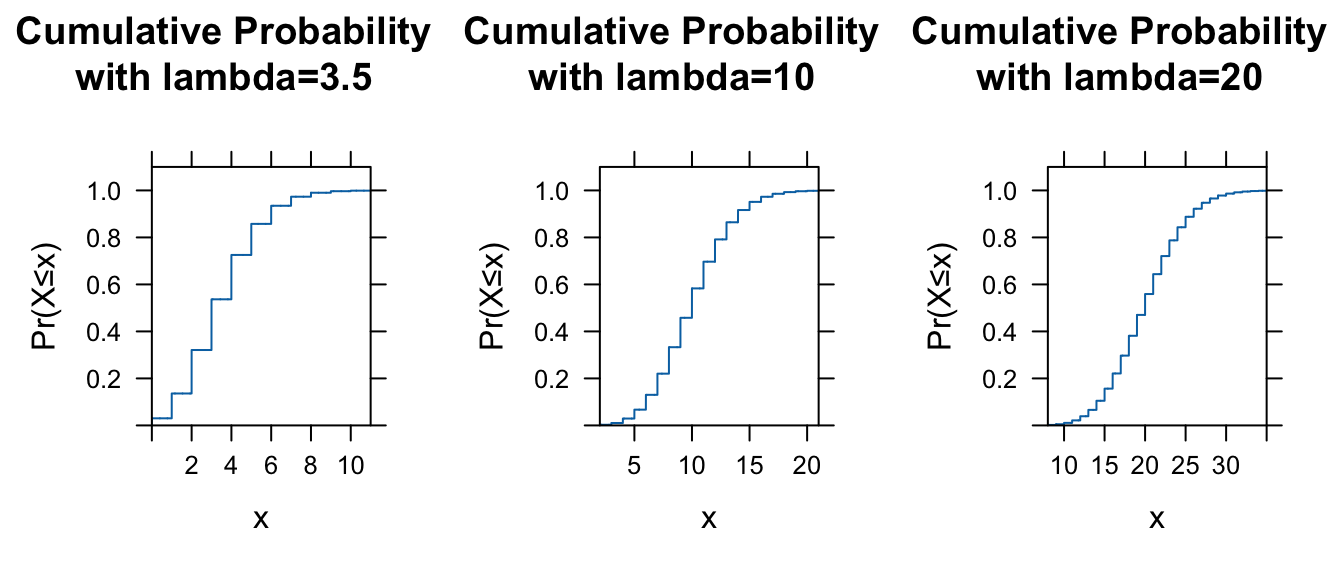 Cumulative Probability
with lambda=3.5
Pr(X≤x)
1.0
0.8
0.6
0.4
0.2
2 4 6 8 10
x
Cumulative Probability
with lambda=10
Pr(X≤x)
1.0
0.8
0.6
0.4
0.2
5 10 15 20
x
Cumulative Probability
with lambda=20
Pr(X≤x)
1.0
0.8
0.6
0.4
0.2
10 15 20 25 30
x